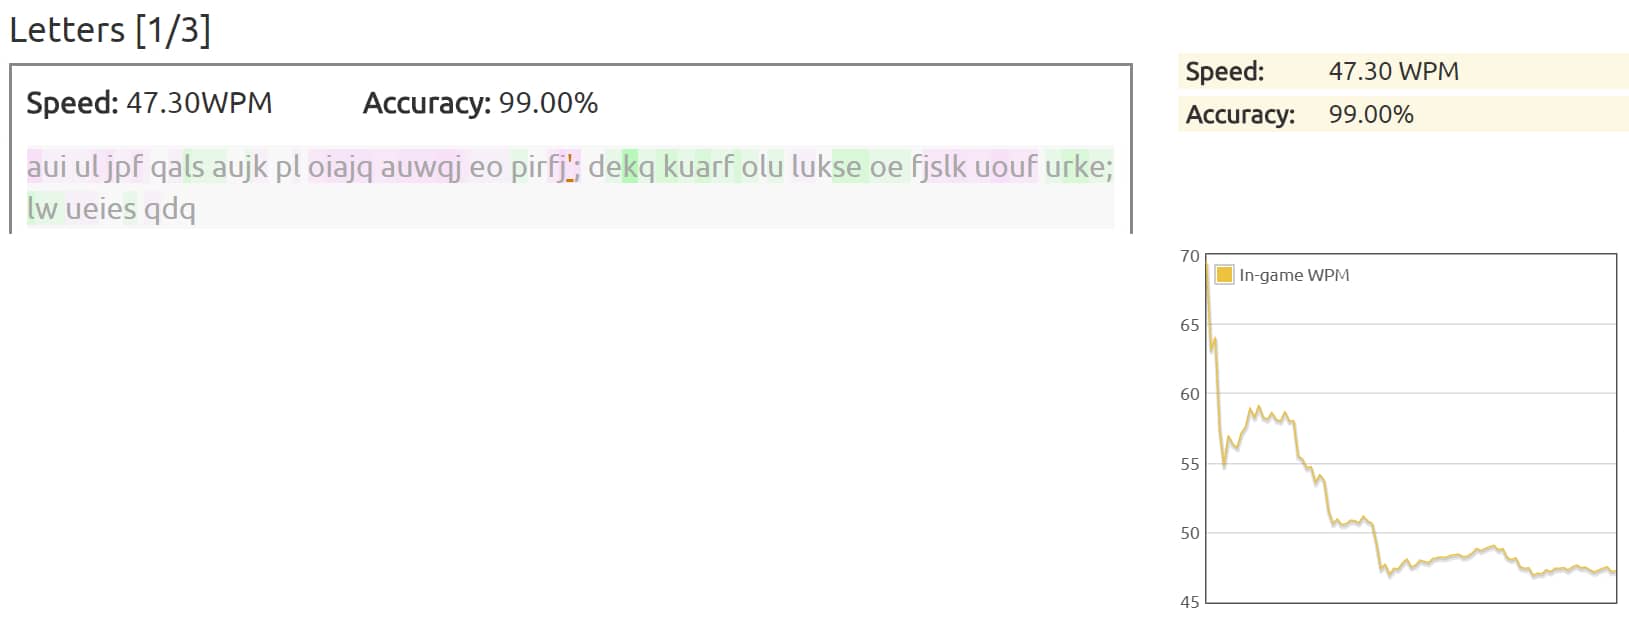 Letters [1/3]
Speed: 47.30WPM Accuracy: 99.00%
aui ul jpf qals aujk pl oiajq auwqj eo pirfj'; dekq kuarf olu lukse oe fjslk uouf urke;
lw ueies qdq
Speed: 47.30 WPM
Accuracy: 99.00%
In-game WPM
70
65
60
55
50
45